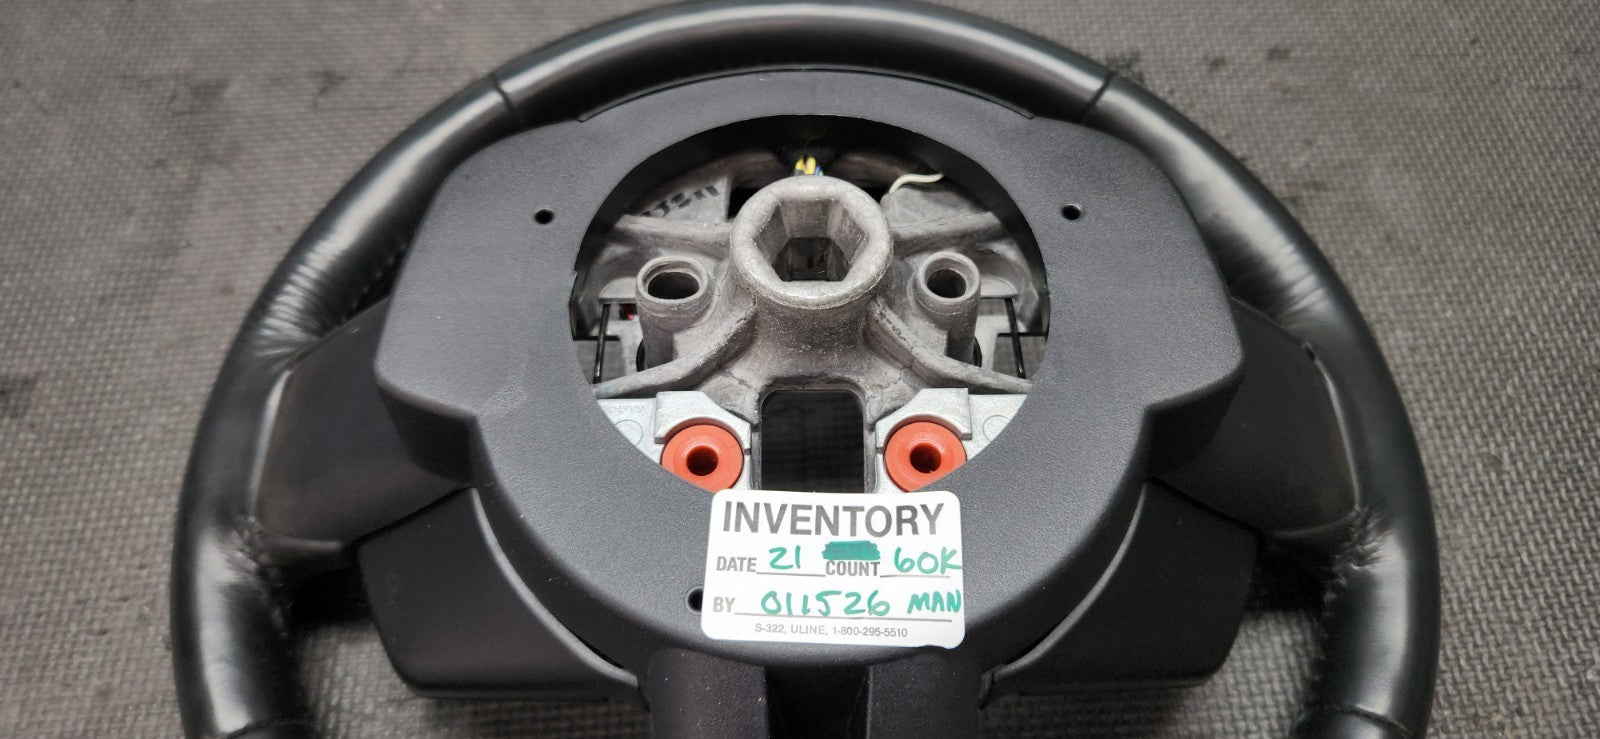 INVENTORY
DATE 21 COUNT 60K
BY 011526 MAN
S-322, ULINE, 1-800-295-5510